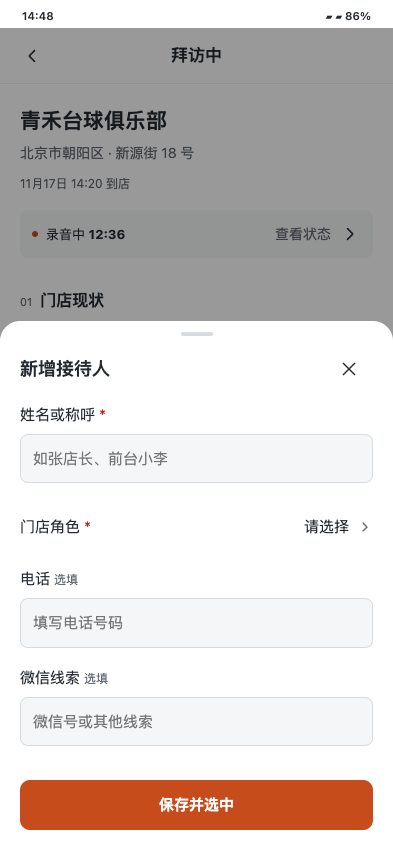 14:48
86%
拜访中
青禾台球俱乐部
北京市朝阳区 · 新源街 18 号
11月17日 14:20 到店
录音中 12:36 查看状态
01 门店现状
新增接待人
姓名或称呼 *
如张店长、前台小李
门店角色 * 请选择
电话 选填
填写电话号码
微信线索 选填
微信号或其他线索
保存并选中